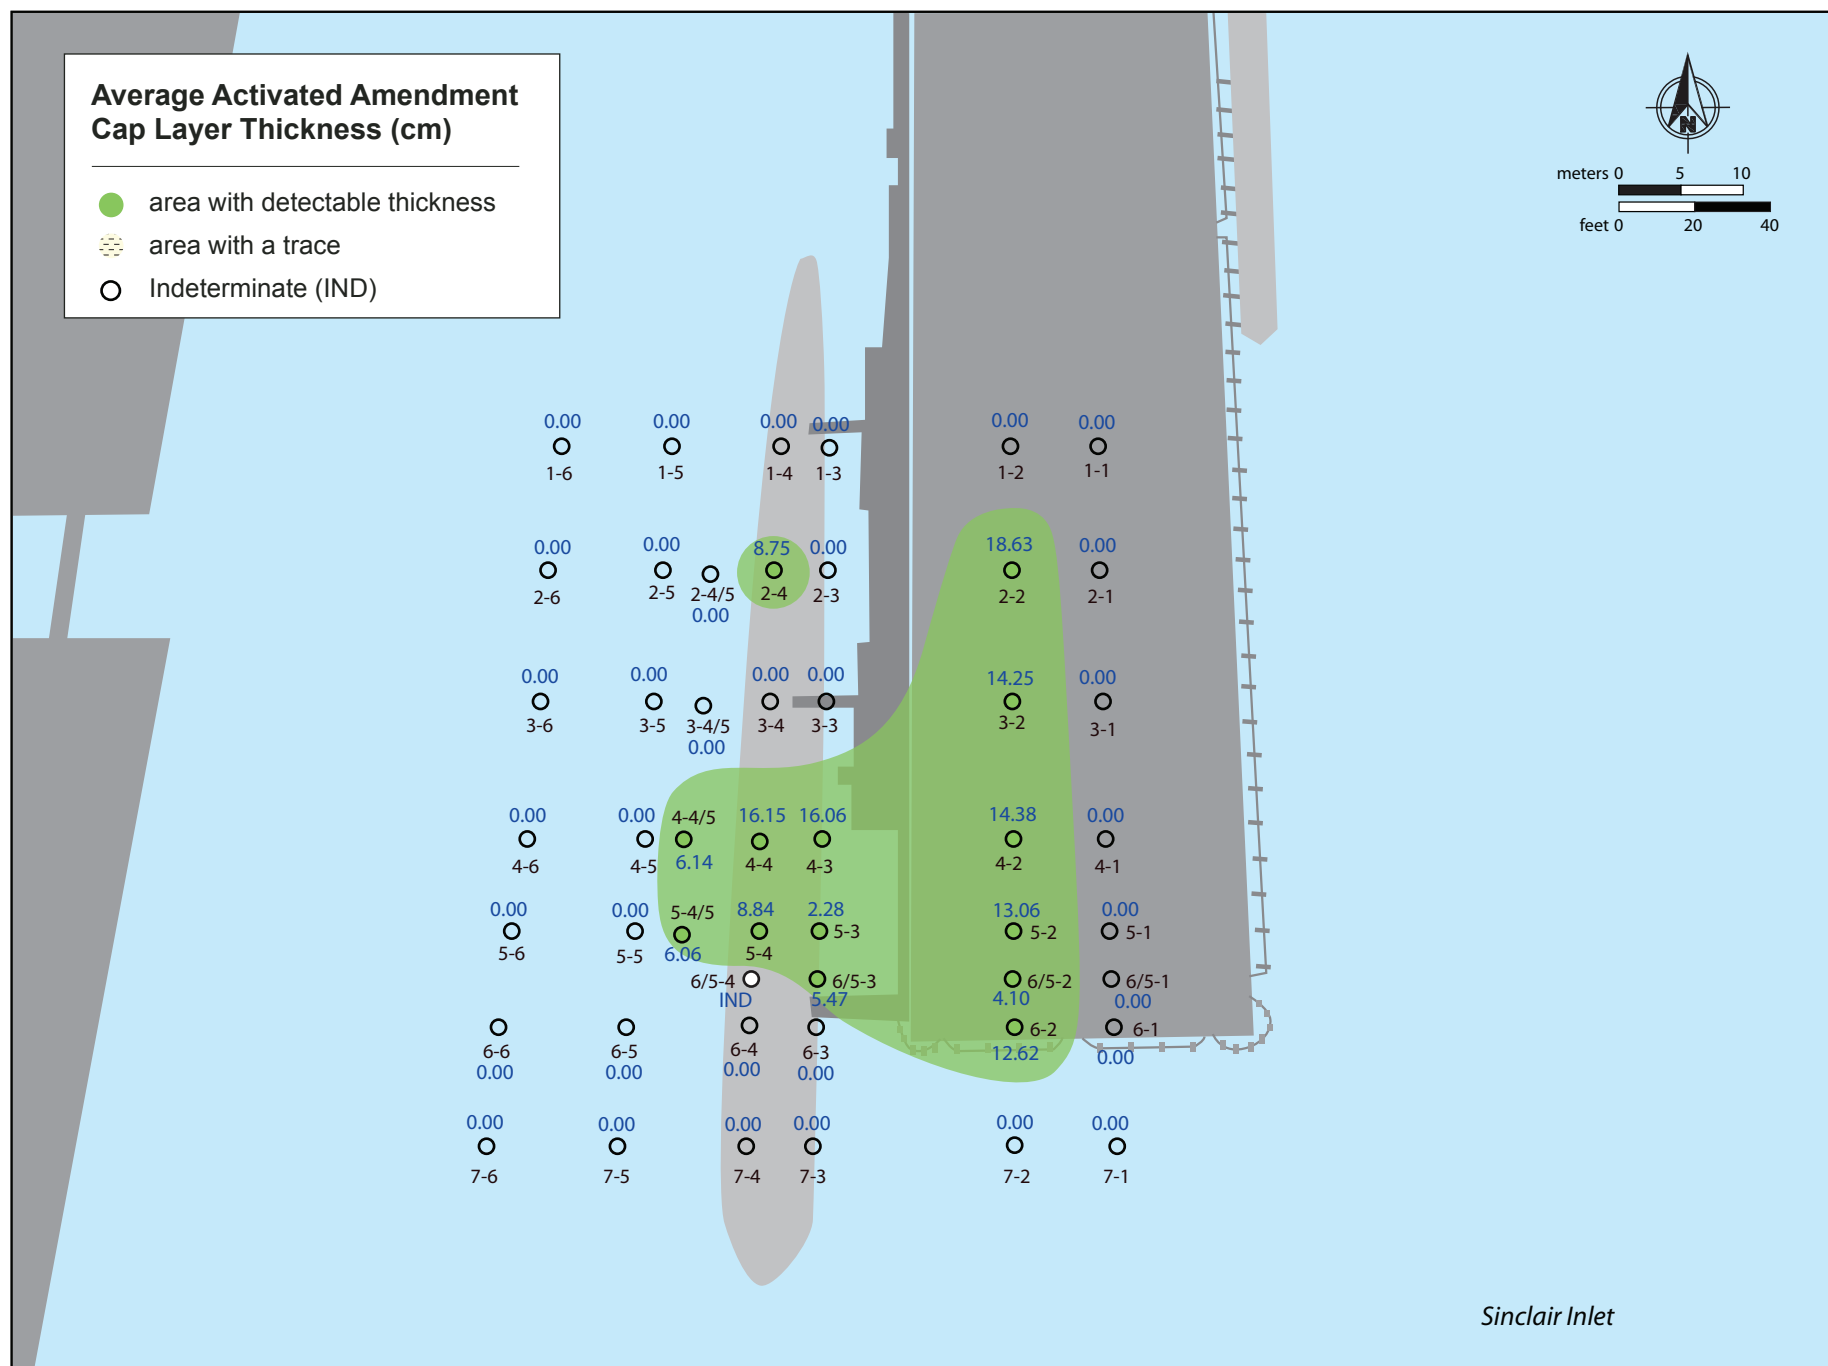 Average Activated Amendment
Cap Layer Thickness (cm)
area with detectable thickness
area with a trace
Indeterminate (IND)
N
meters 0 5 10
feet 0 20 40
0.00 0.00 0.00 0.00 0.00 0.00
1-6 1-5 1-4 1-3 1-2 1-1
0.00 0.00 8.75 0.00 18.63 0.00
2-6 2-5 2-4/5 2-4 2-3 2-2 2-1
0.00
0.00 0.00 0.00 0.00 14.25 0.00
3-6 3-5 3-4/5 3-4 3-3 3-2 3-1
0.00
0.00 0.00 4-4/5 16.15 16.06 14.38 0.00
4-6 4-5 6.14 4-4 4-3 4-2 4-1
0.00 0.00 5-4/5 8.84 2.28 13.06 0.00
5-3 5-2 5-1
5-6 5-5 6.06 5-4
6/5-4 6/5-3 6/5-2 6/5-1
IND 5.47 4.10 0.00
6-2 6-1
6-6 6-5 6-4 6-3 12.62 0.00
0.00 0.00 0.00 0.00
0.00 0.00 0.00 0.00 0.00 0.00
7-6 7-5 7-4 7-3 7-2 7-1
Sinclair Inlet